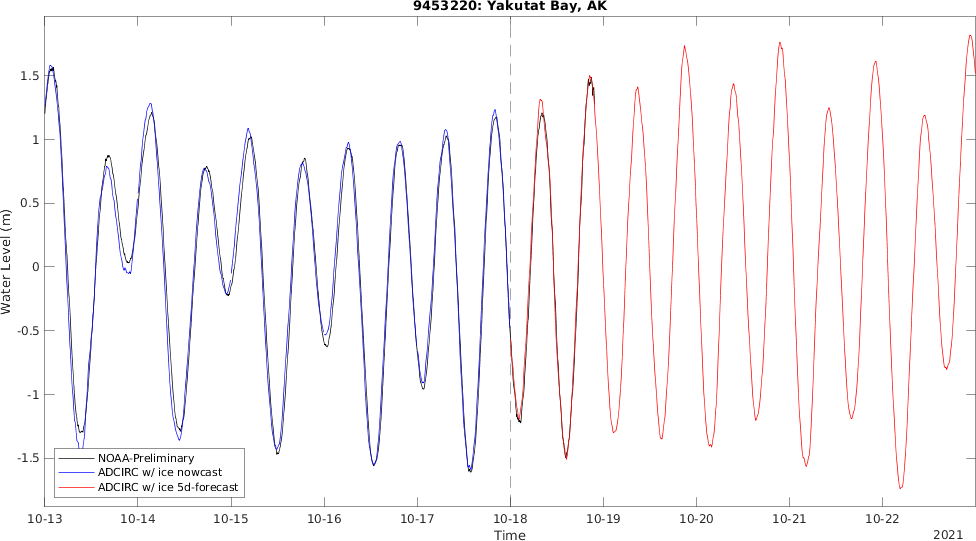 9453220: Yakutat Bay, AK
Water Level (m)
1.5
1
0.5
0
-0.5
-1
-1.5
NOAA-Preliminary
ADCIRC w/ ice nowcast
ADCIRC w/ ice 5d-forecast
10-13 10-14 10-15 10-16 10-17 10-18 10-19 10-20 10-21 10-22
Time
2021